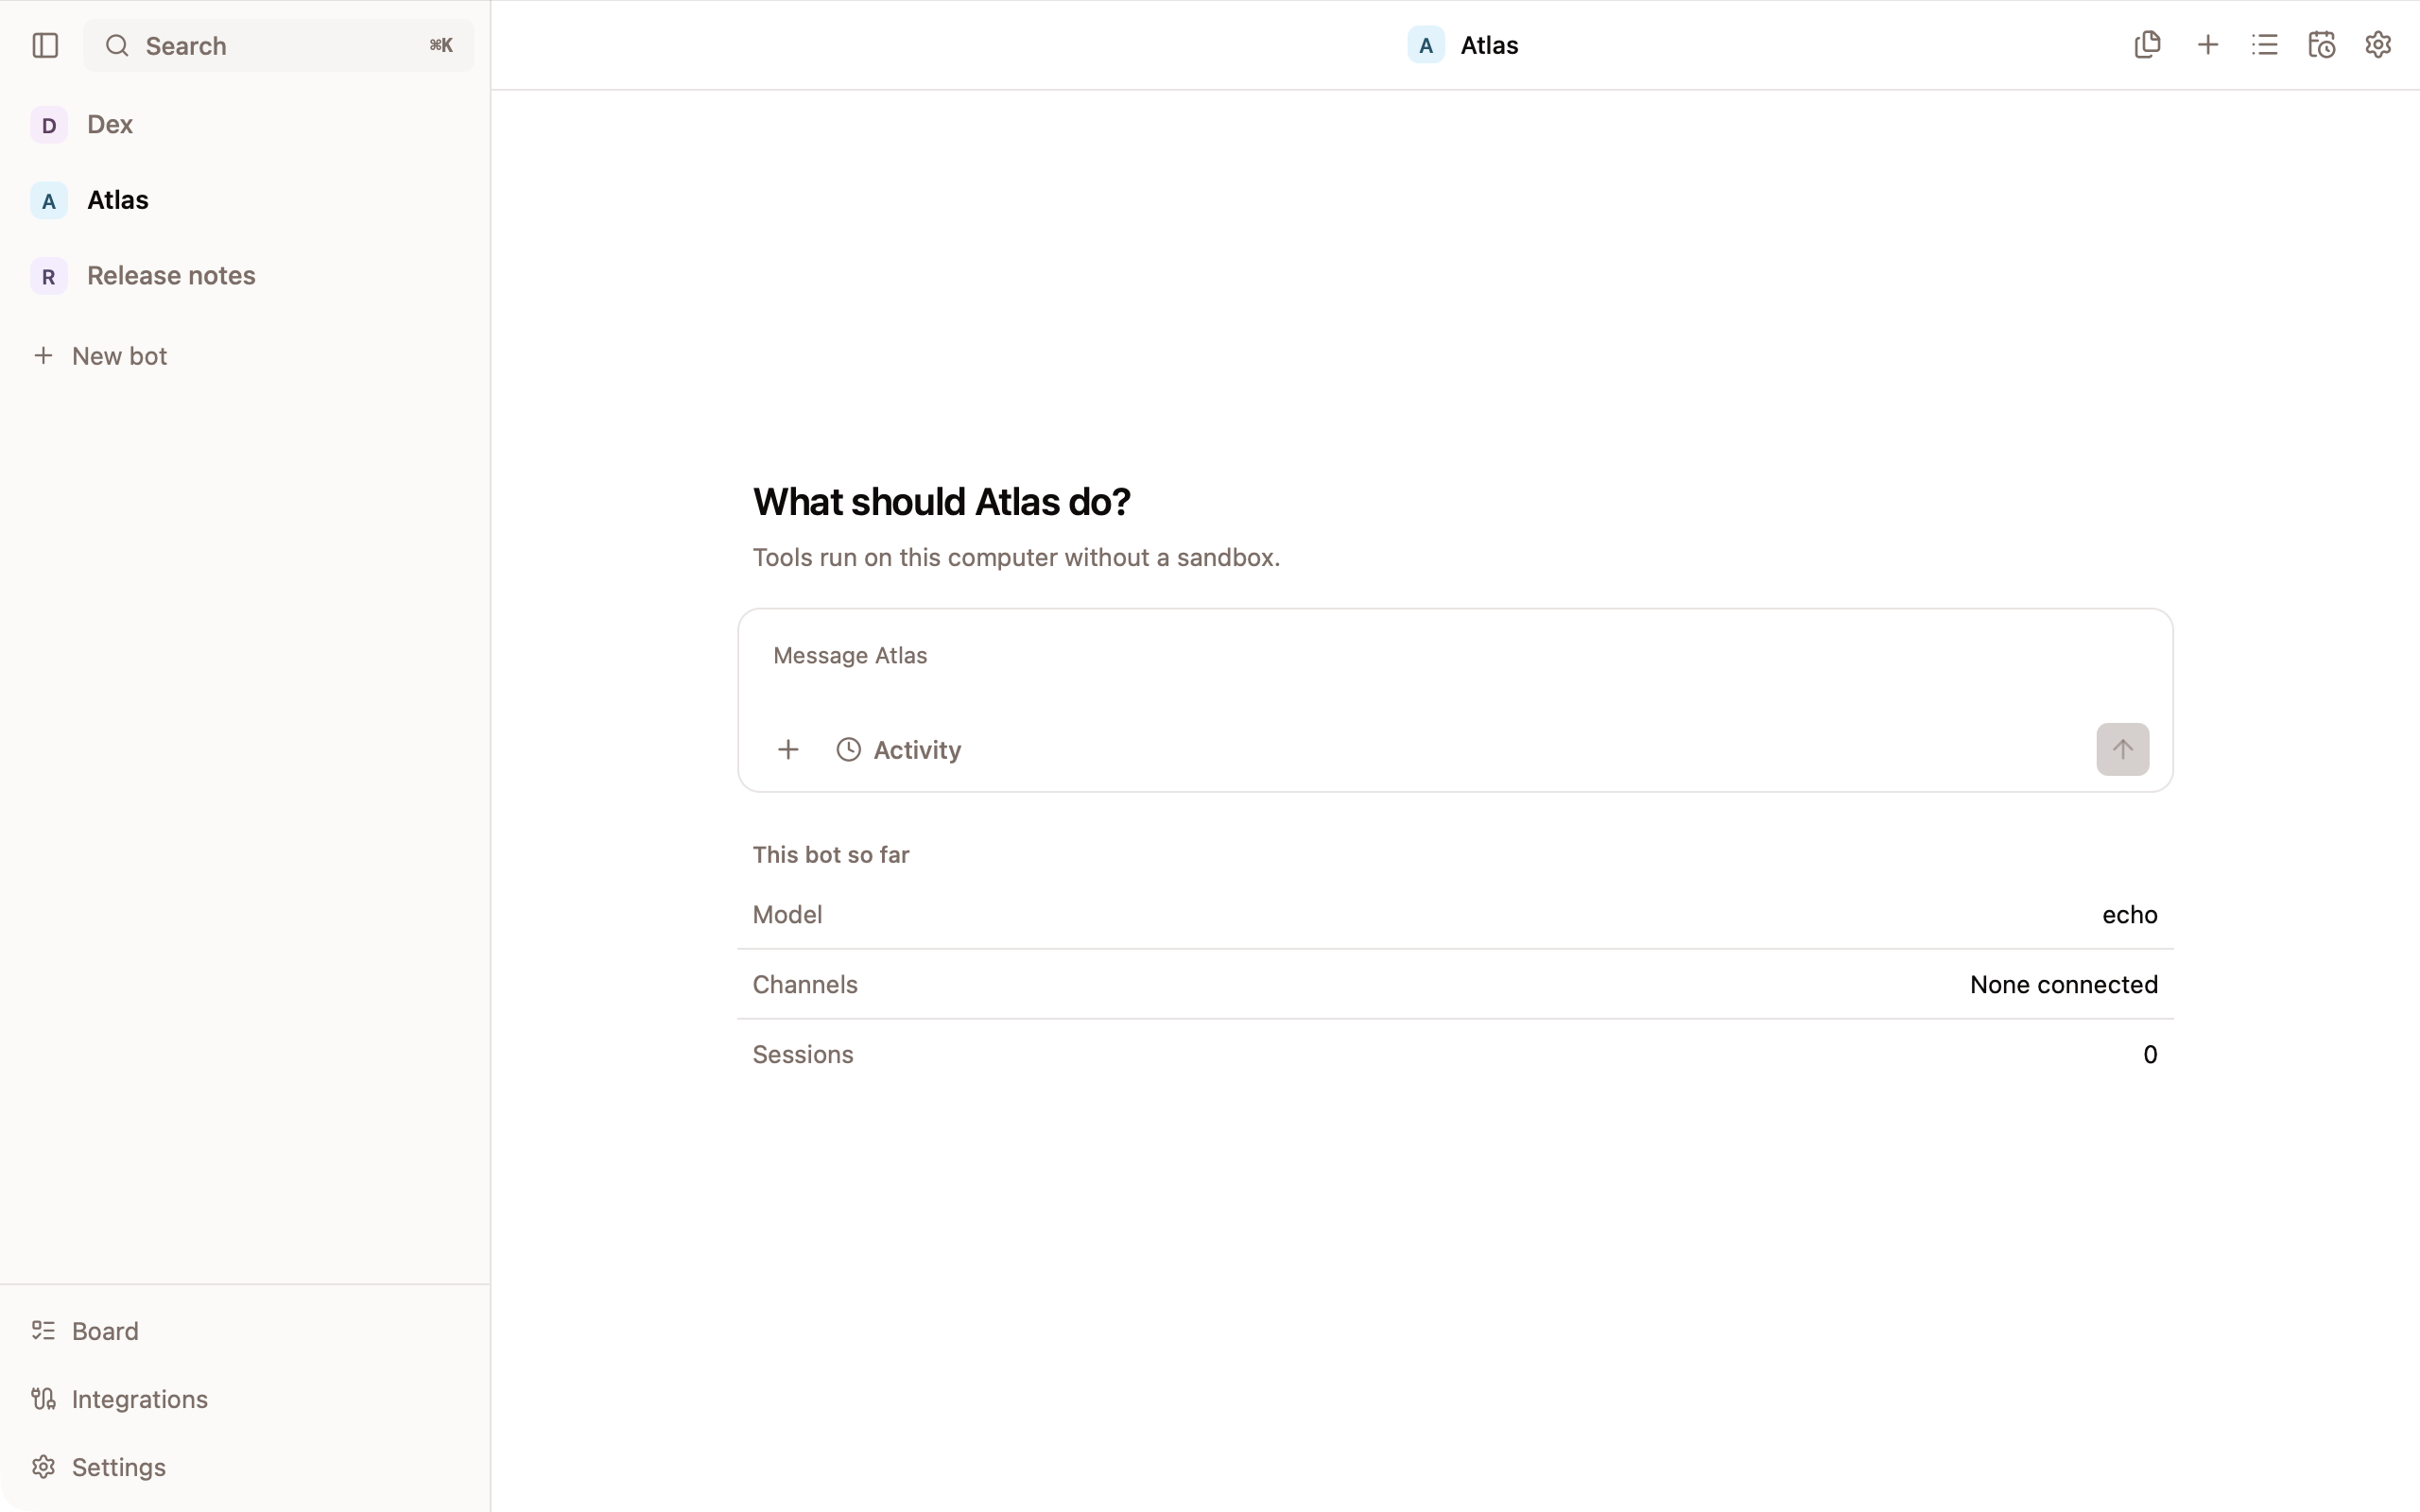 Search ⌘K
D Dex
A Atlas
R Release notes
New bot
Board
Integrations
Settings
A Atlas
What should Atlas do?
Tools run on this computer without a sandbox.
Message Atlas
Activity
This bot so far
Model echo
Channels None connected
Sessions 0